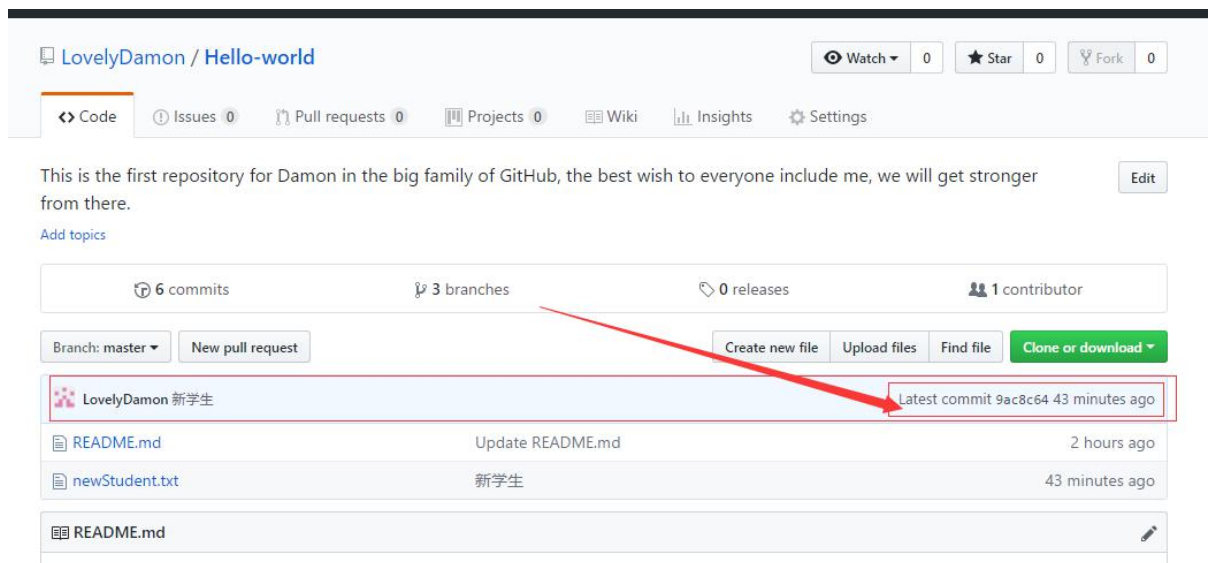 LovelyDamon / Hello-world
Watch 0 Star 0 Fork 0
Code Issues 0 Pull requests 0 Projects 0 Wiki Insights Settings
This is the first repository for Damon in the big family of GitHub, the best wish to everyone include me, we will get stronger
from there.
Edit
Add topics
6 commits 3 branches 0 releases 1 contributor
Branch: master New pull request Create new file Upload files Find file Clone or download
LovelyDamon 新学生 Latest commit 9ac8c64 43 minutes ago
README.md Update README.md 2 hours ago
newStudent.txt 新学生 43 minutes ago
README.md